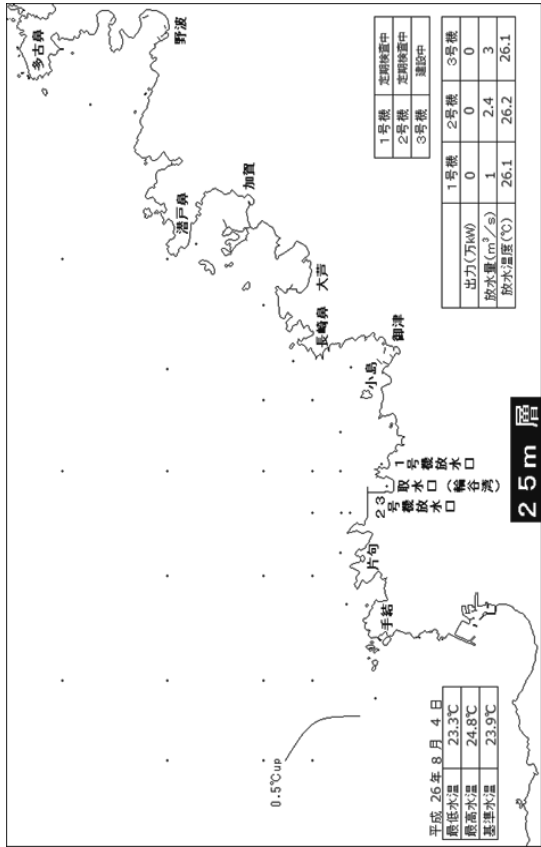 多古鼻
野波
潜戸鼻
加賀
大芦
長崎鼻
御津
小島
1号機放水口
取水口(輪谷湾)
23号機放水口
片句
手結
0.5℃up
1号機 定期検査中
2号機 定期検査中
3号機 建設中
1号機 2号機 3号機
出力(万kW) 0 0 0
放水量(m³/s) 1 2.4 3
放水温度(℃) 26.1 26.2 26.1
25m 層
平成 26年 8月 4日
最低水温 23.3℃
最高水温 24.8℃
基準水温 23.9℃